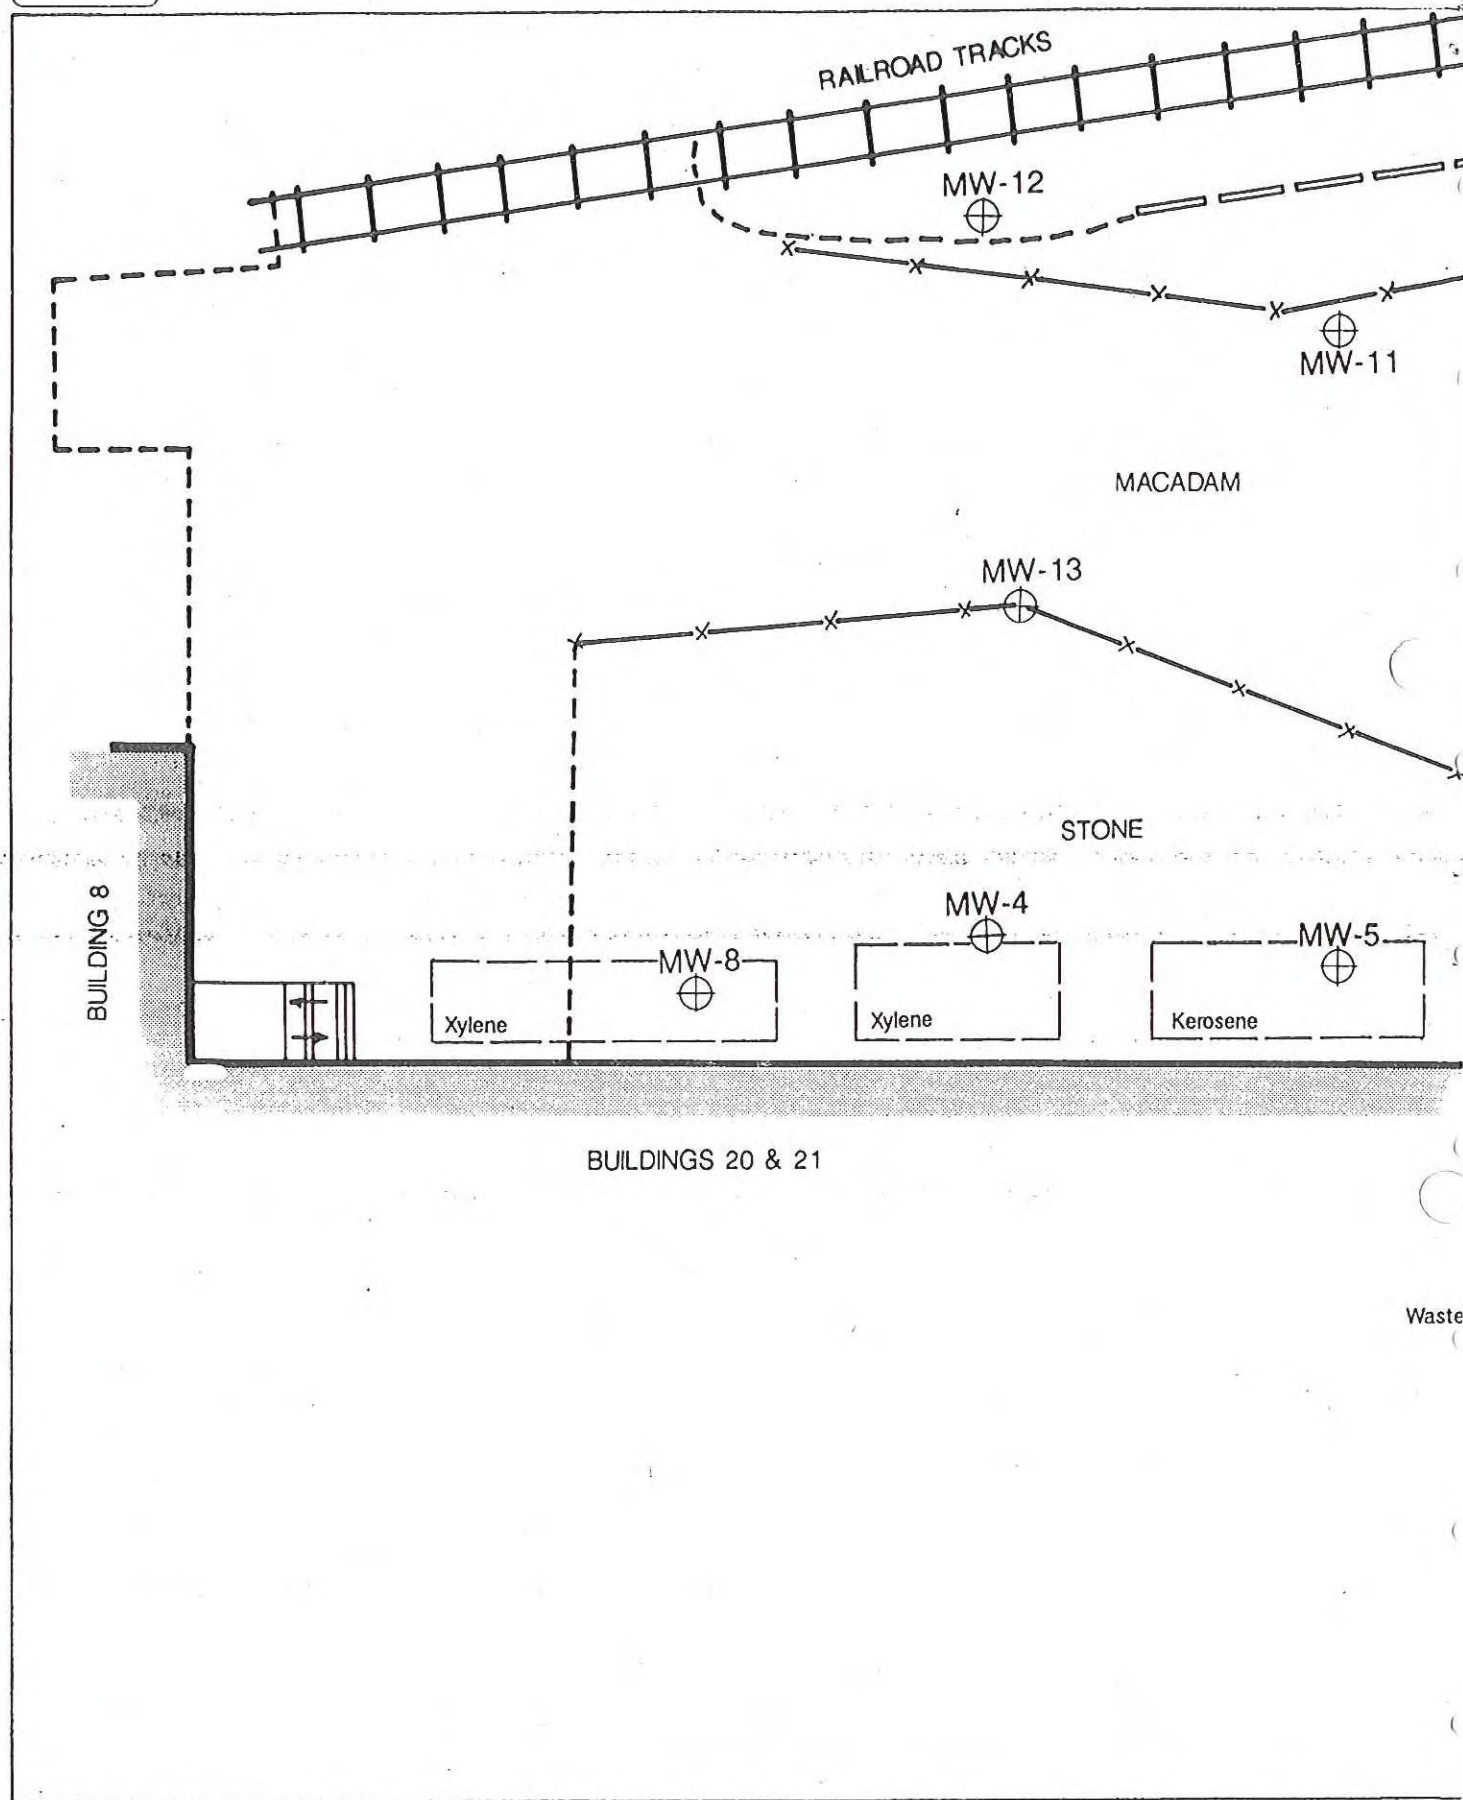 RAILROAD TRACKS
MW-12
MW-11
MACADAM
MW-13
STONE
MW-4
MW-5
MW-8
Xylene
Xylene
Kerosene
BUILDING 8
BUILDINGS 20 & 21
Waste